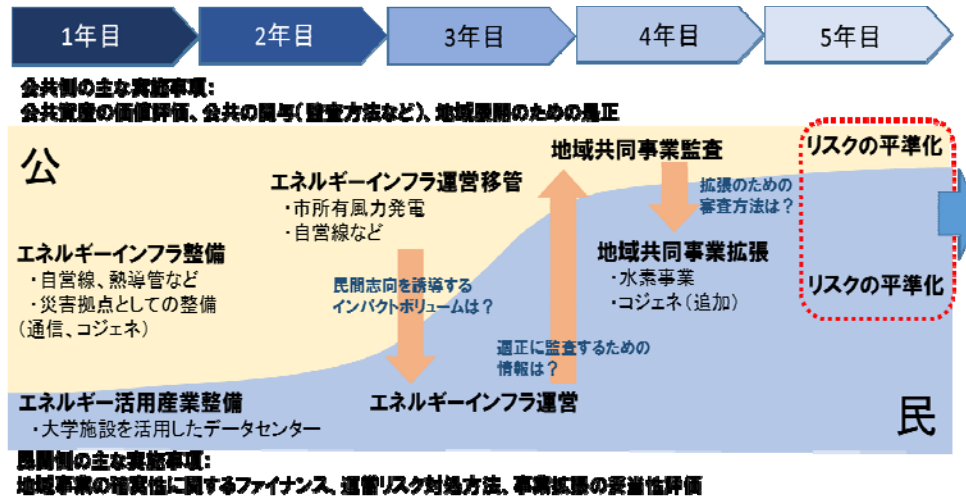 1年目
2年目
3年目
4年目
5年目
公共側の主な実施事項:
公共資産の価値評価、公共の関与(監査方法など)、地域展開のための是正
公
地域共同事業監査
リスクの平準化
エネルギーインフラ運営移管
・市所有風力発電
・自営線など
拡張のための
審査方法は?
エネルギーインフラ整備
・自営線、熱導管など
・災害拠点としての整備
(通信、コジェネ)
民間志向を誘導する
インパクトボリュームは?
地域共同事業拡張
・水素事業
・コジェネ(追加)
リスクの平準化
適正に監査するための
情報は?
エネルギー活用産業整備
・大学施設を活用したデータセンター
エネルギーインフラ運営
民
民間側の主な実施事項:
地域事業の確実性に関するファイナンス、運営リスク対処方法、事業拡張の妥当性評価